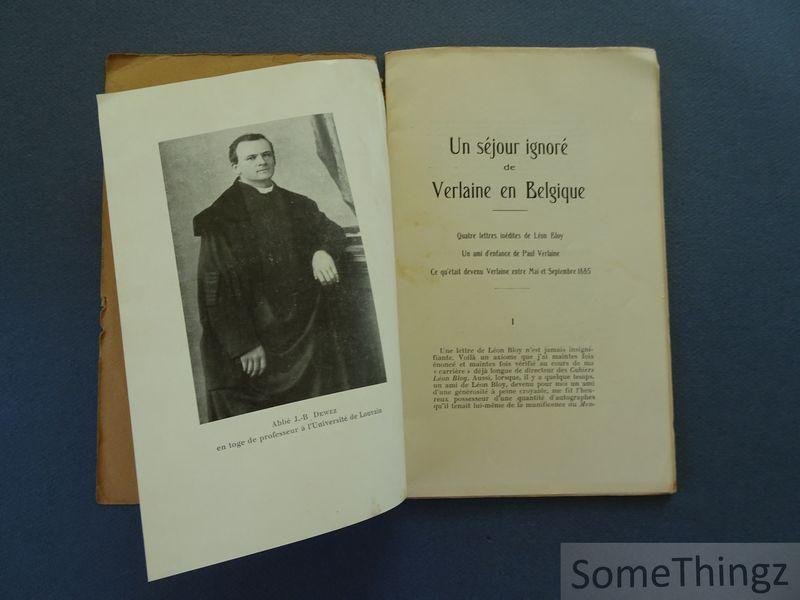 Abbé J.-B DEWEZ
en toge de professeur à l'Université de Louvain
Un séjour ignoré
de
Verlaine en Belgique
Quatre lettres inédites de Léon Bloy
Un ami d'enfance de Paul Verlaine
Ce qu'était devenu Verlaine entre Mai et Septembre 1885
I
Une lettre de Léon Bloy n'est jamais insigni-
fiante. Voilà un axiome que j'ai maintes fois
énoncé et maintes fois vérifié au cours de ma
« carrière » déjà longue de directeur des Cahiers
Léon Bloy. Aussi, lorsque, il y a quelque temps,
un ami de Léon Bloy, devenu pour moi un ami
d'une générosité à peine croyable, me fit l'heu-
reux possesseur d'une quantité d'autographes
qu'il tenait lui-même de la munificence du Men-
SomeThingz